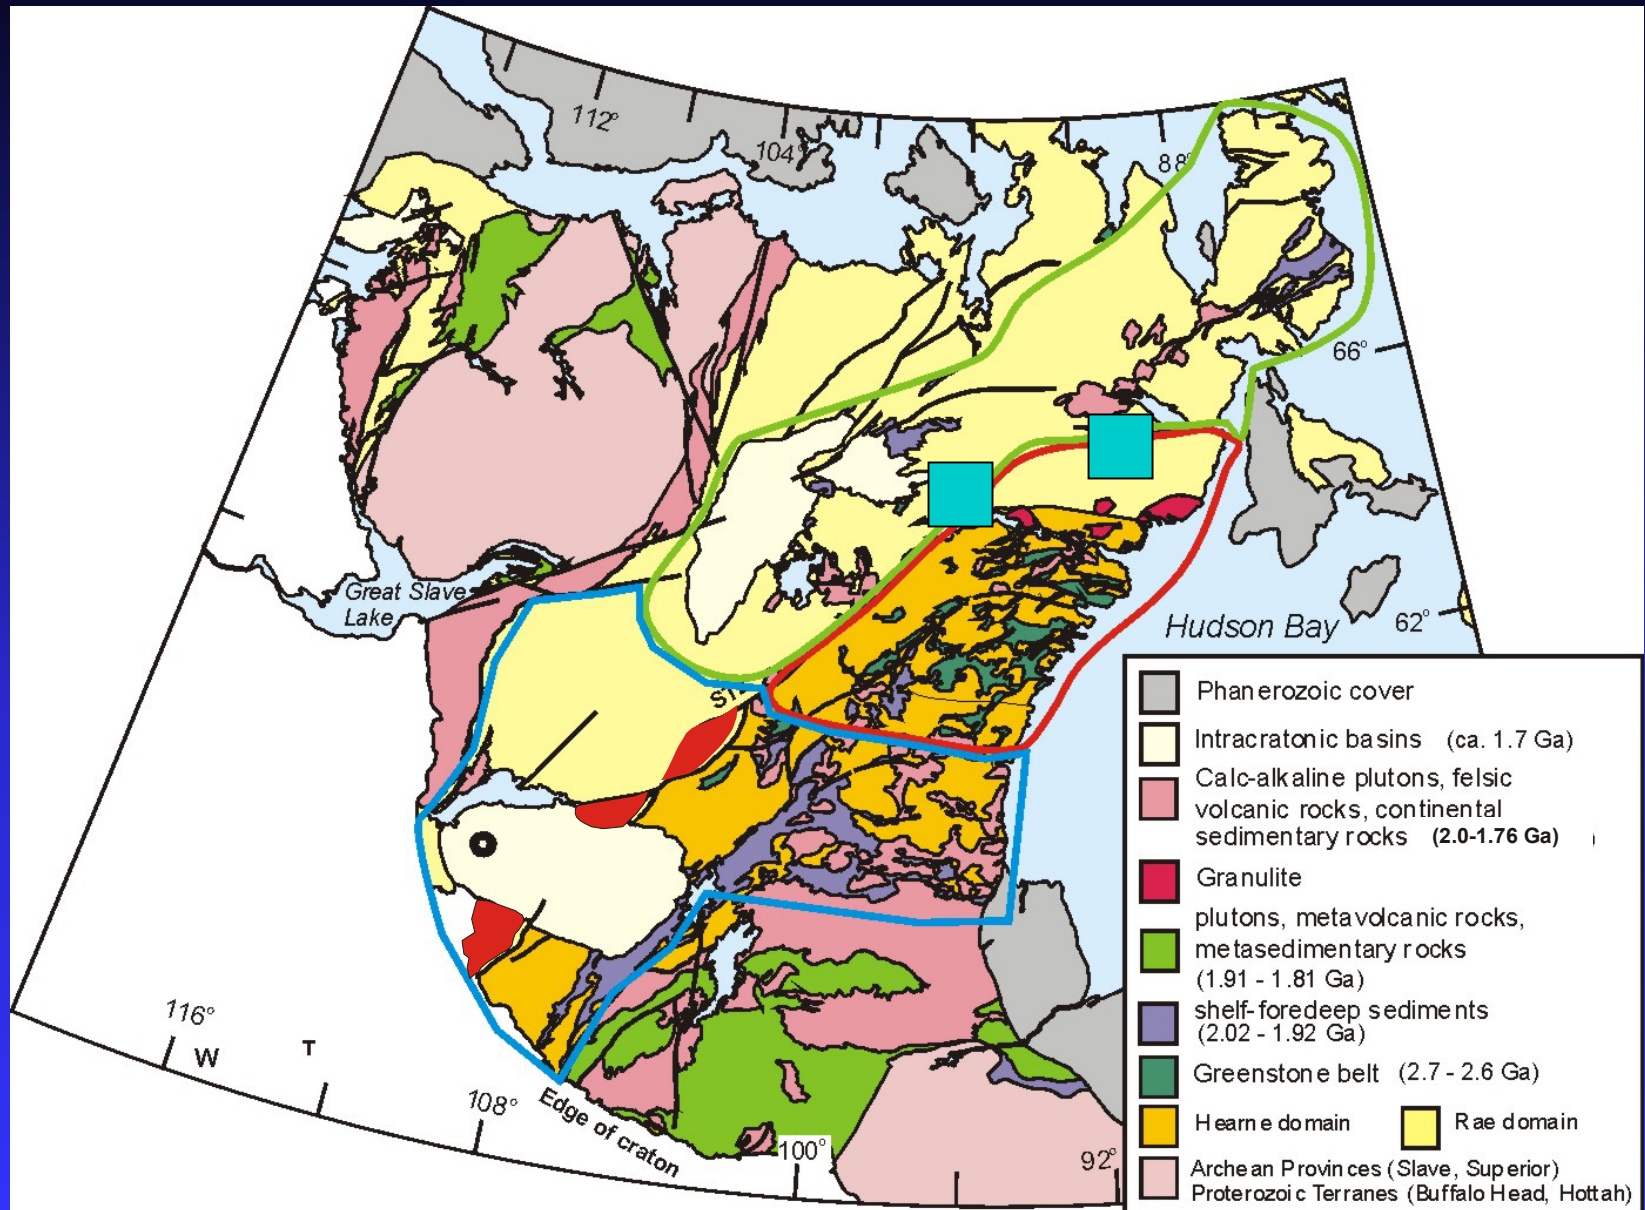 112°
104°
88°
66°
Great Slave
Lake
Hudson Bay
62°
116°
W
T
108°
Edge of craton
100°
92°
Phanerozoic cover
Intracratonic basins (ca. 1.7 Ga)
Calc-alkaline plutons, felsic
volcanic rocks, continental
sedimentary rocks (2.0-1.76 Ga)
Granulite
plutons, metavolcanic rocks,
metasedimentary rocks
(1.91 - 1.81 Ga)
shelf-foredeep sediments
(2.02 - 1.92 Ga)
Greenstone belt (2.7 - 2.6 Ga)
Hearne domain Rae domain
Archean Provinces (Slave, Superior)
Proterozoic Terranes (Buffalo Head, Hottah)